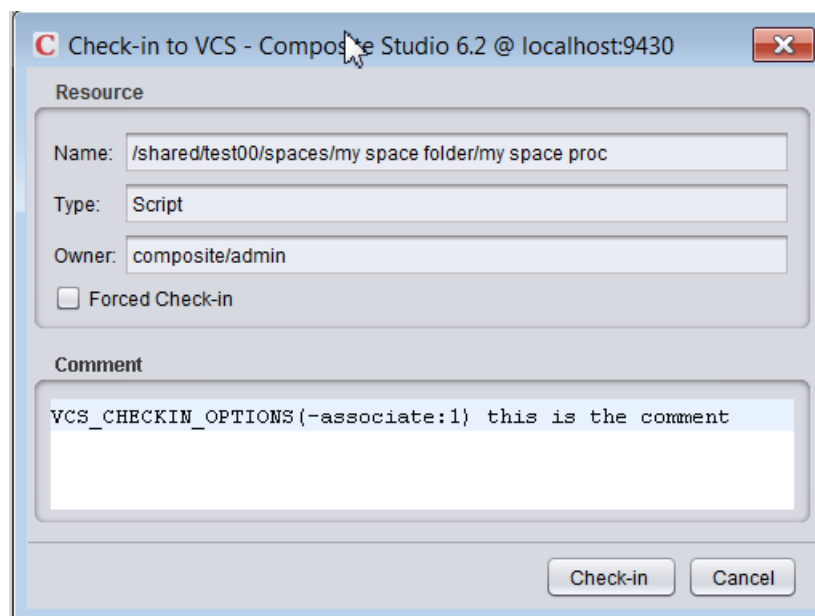 C Check-in to VCS - Composite Studio 6.2 @ localhost:9430
Resource
Name: /shared/test00/spaces/my space folder/my space proc
Type: Script
Owner: composite/admin
Forced Check-in
Comment
VCS_CHECKIN_OPTIONS(-associate:1) this is the comment
Check-in Cancel